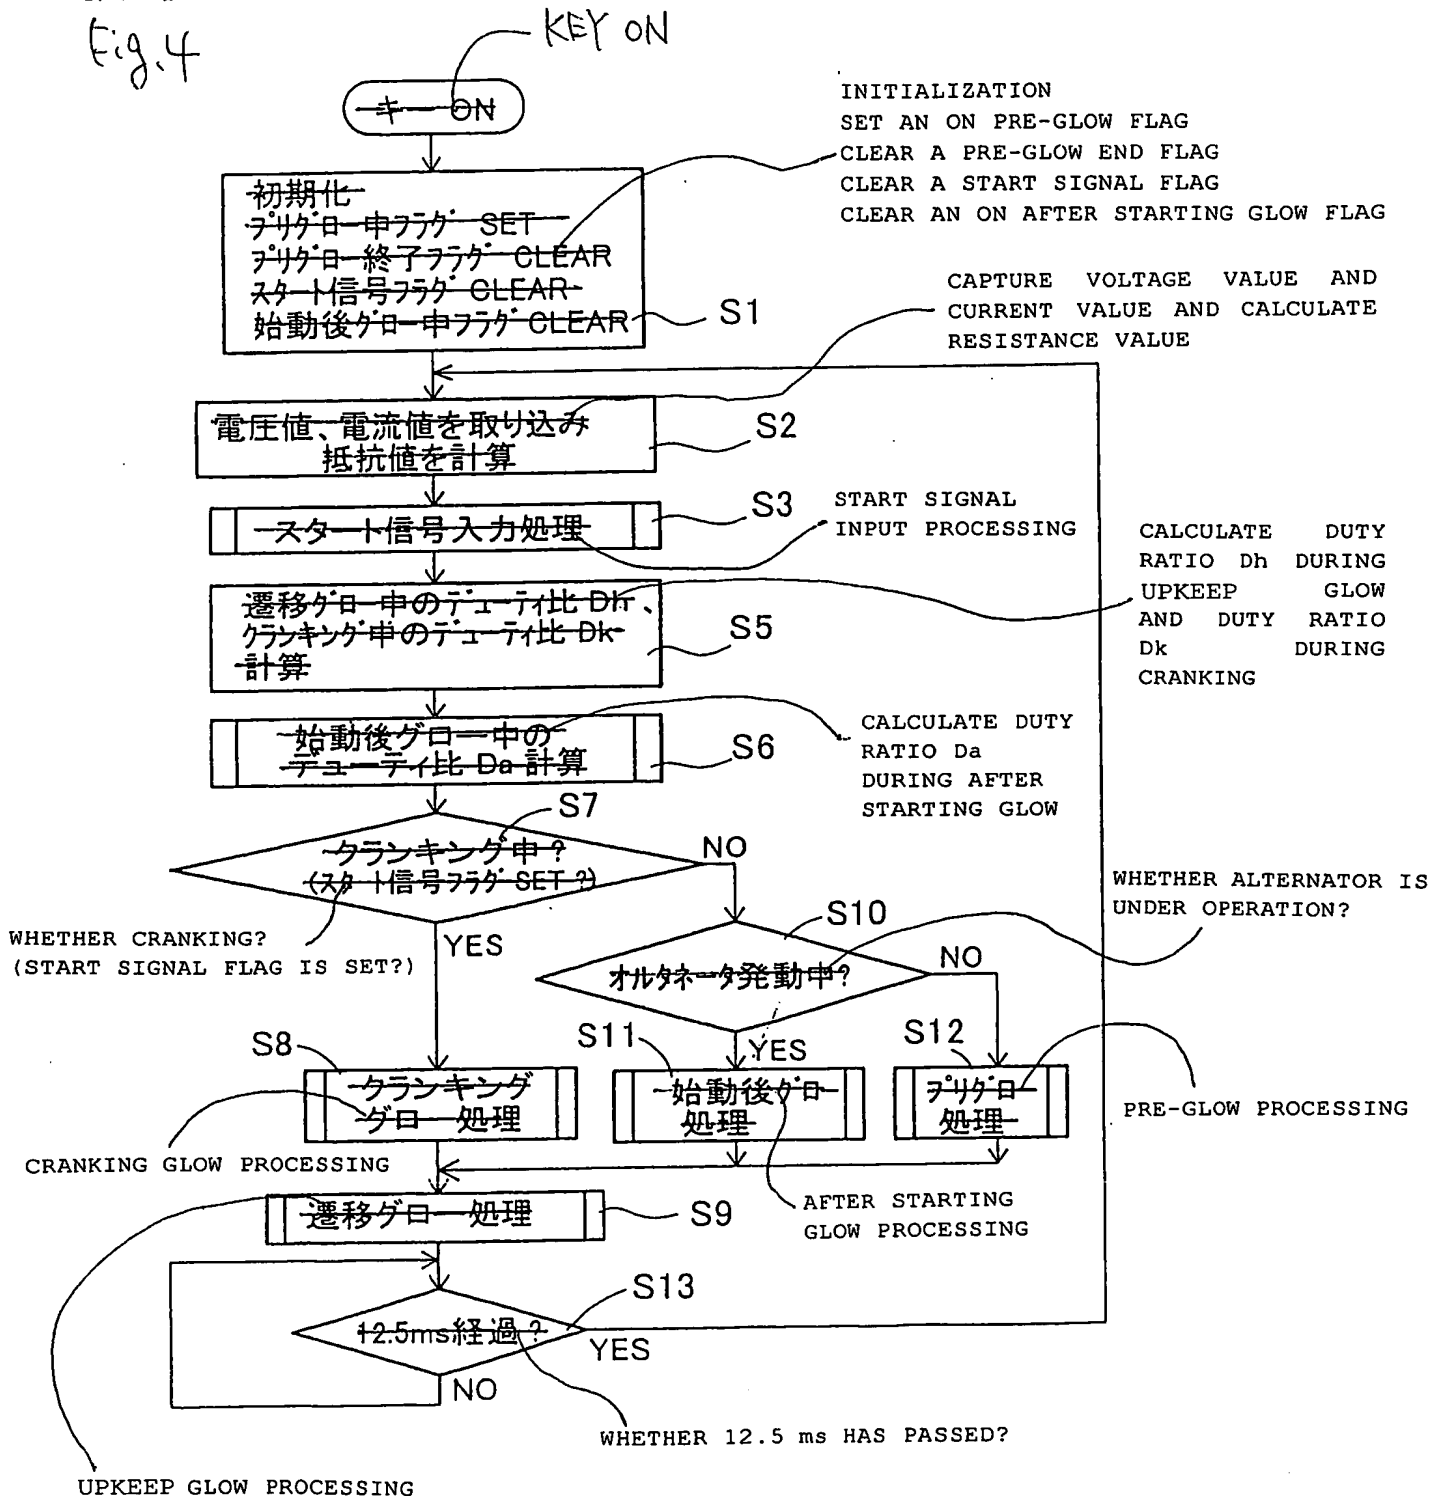 Fig.4
KEY ON
キー ON
INITIALIZATION
SET AN ON PRE-GLOW FLAG
CLEAR A PRE-GLOW END FLAG
CLEAR A START SIGNAL FLAG
CLEAR AN ON AFTER STARTING GLOW FLAG
初期化
プリグロー中フラグ SET
プリグロー終了フラグ CLEAR
スタート信号フラグ CLEAR
始動後グロー中フラグ CLEAR
S1
CAPTURE VOLTAGE VALUE AND
CURRENT VALUE AND CALCULATE
RESISTANCE VALUE
電圧値、電流値を取り込み
抵抗値を計算
S2
スタート信号入力処理
S3
START SIGNAL
INPUT PROCESSING
遷移グロー中のデューティ比 Dh、
クランキング中のデューティ比 Dk
計算
S5
CALCULATE DUTY
RATIO Dh DURING
UPKEEP GLOW
AND DUTY RATIO
Dk DURING
CRANKING
始動後グロー中の
デューティ比 Da 計算
S6
CALCULATE DUTY
RATIO Da
DURING AFTER
STARTING GLOW
S7
クランキング中?
(スタート信号フラグ SET ?)
NO
YES
WHETHER CRANKING?
(START SIGNAL FLAG IS SET?)
S10
オルタネータ発動中?
NO
YES
WHETHER ALTERNATOR IS
UNDER OPERATION?
S8
クランキング
グロー処理
CRANKING GLOW PROCESSING
S11
始動後グロー
処理
AFTER STARTING
GLOW PROCESSING
S12
プリグロー
処理
PRE-GLOW PROCESSING
遷移グロー処理
S9
S13
12.5ms経過?
YES
NO
WHETHER 12.5 ms HAS PASSED?
UPKEEP GLOW PROCESSING